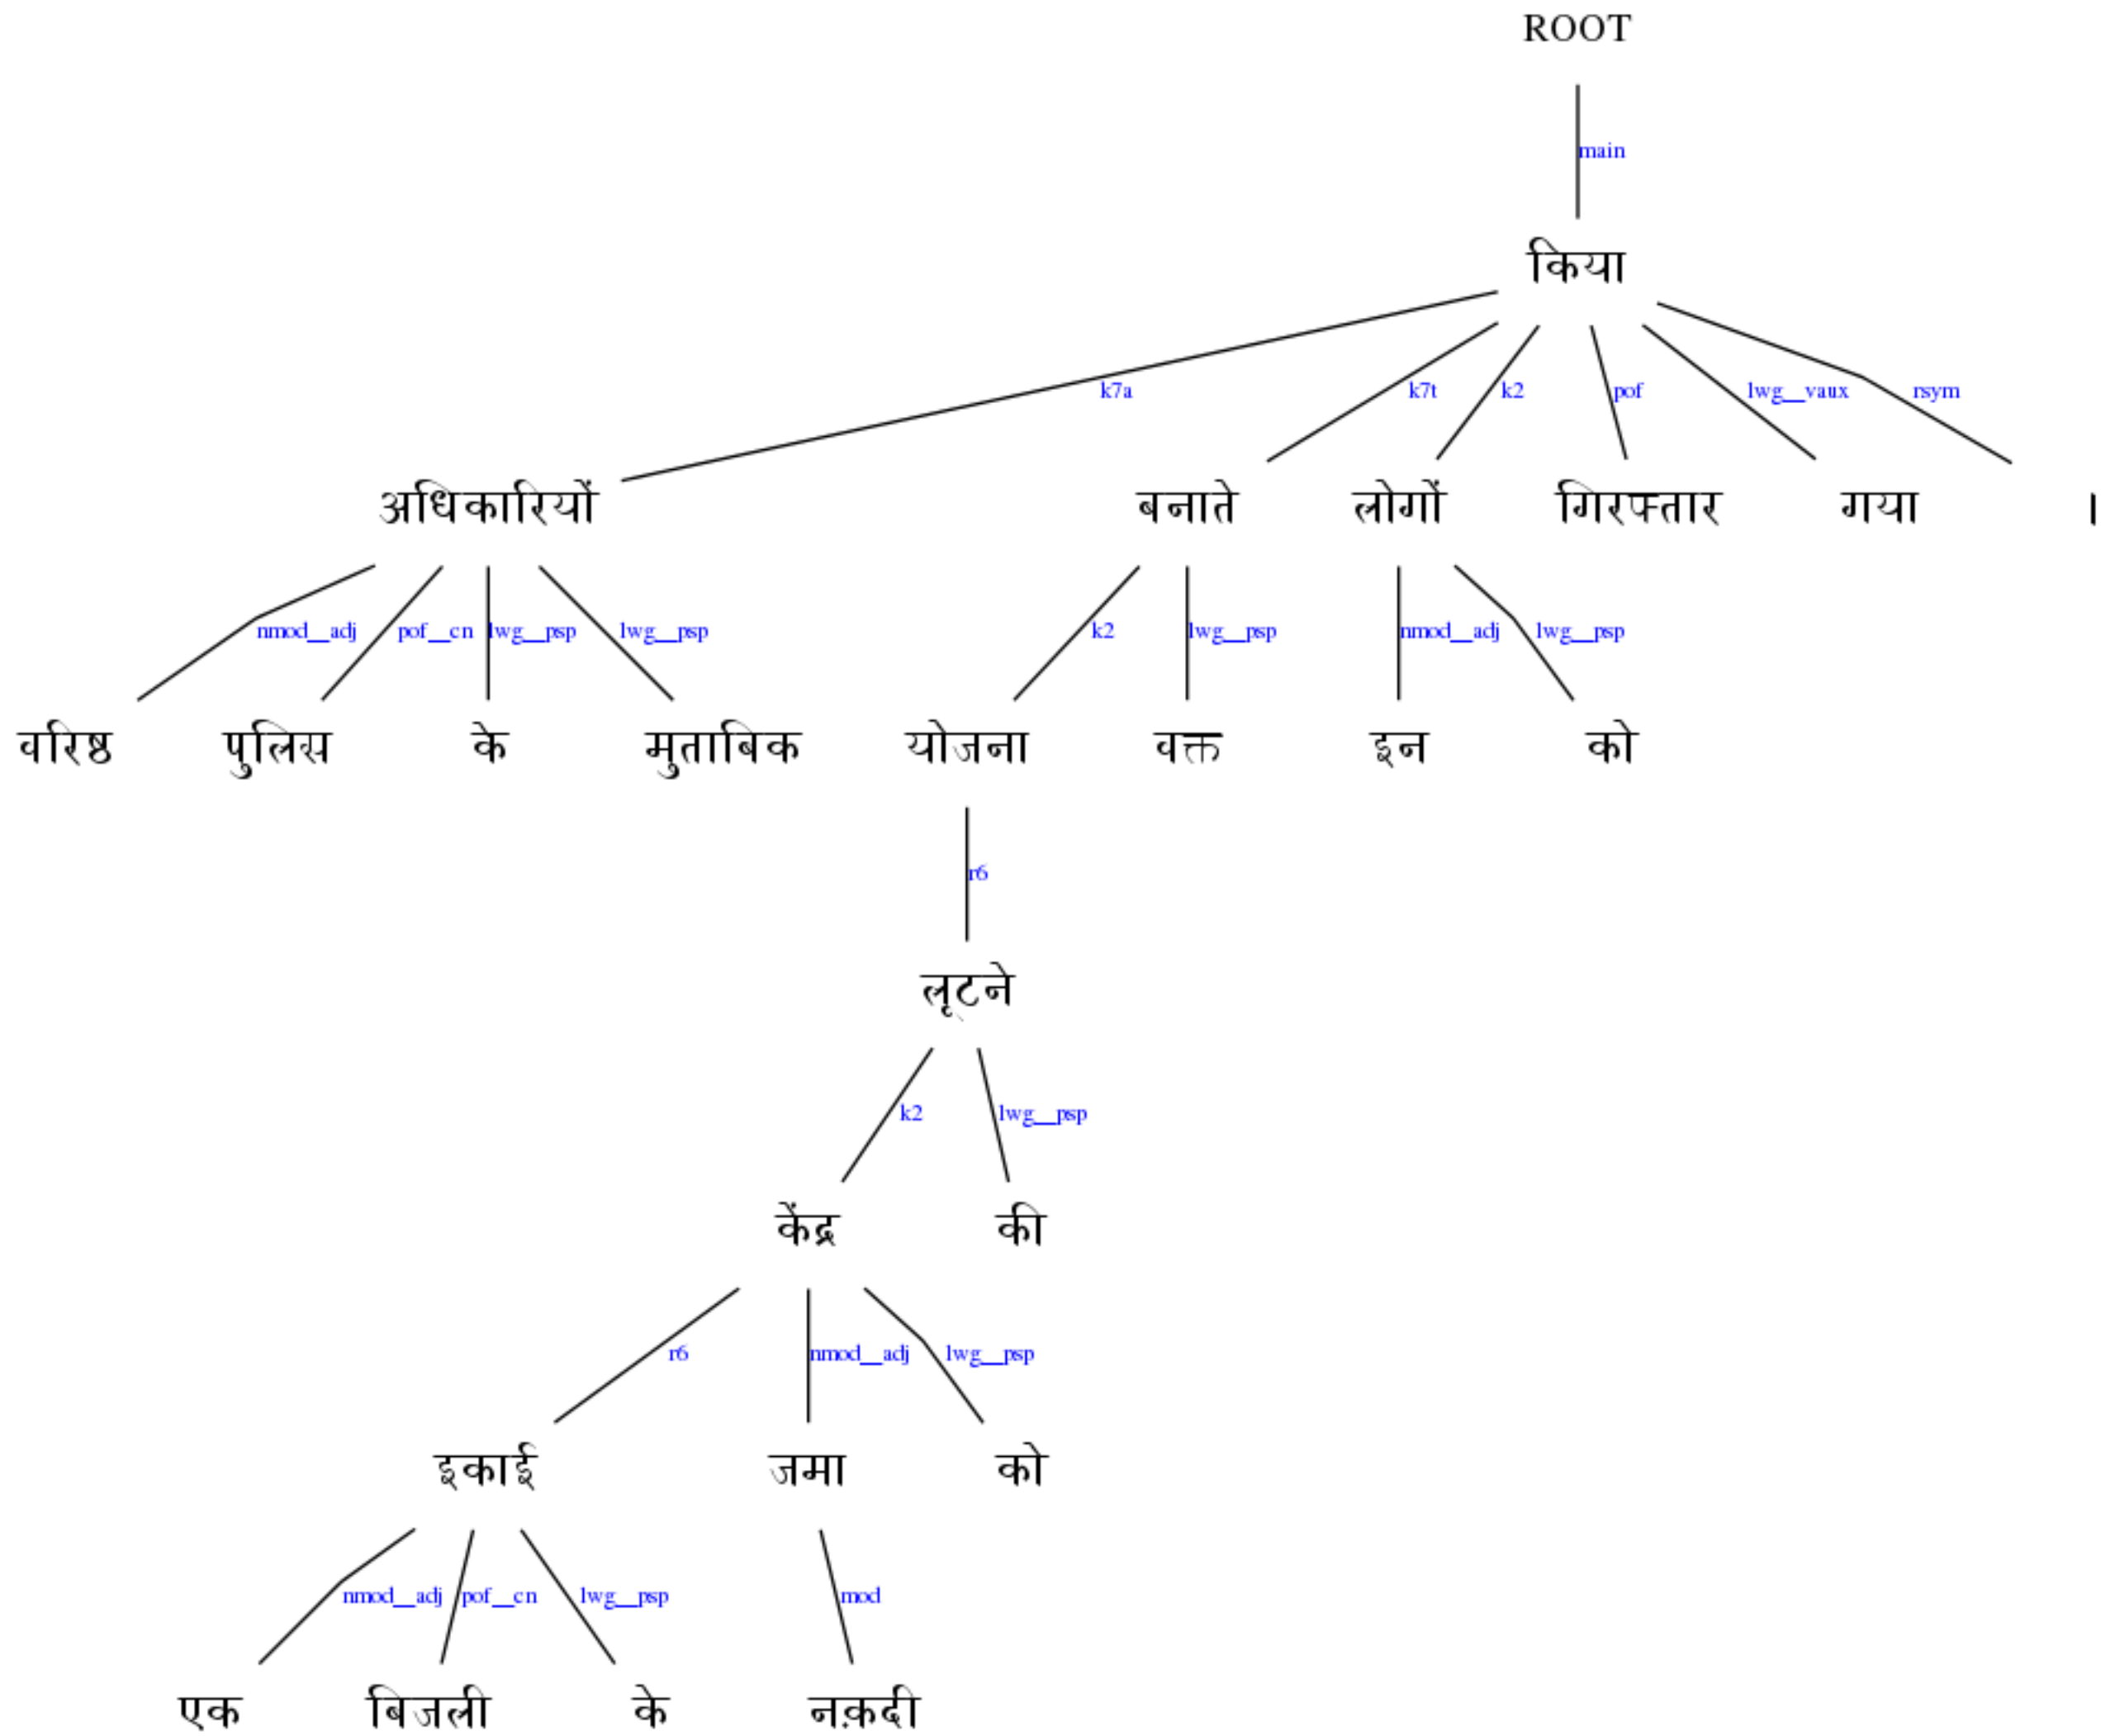 ROOT
main
किया
k7a k7t k2 pof lwg__vaux rsym
अधिकारियों बनाते लोगों गिरफ्तार गया ।
nmod__adj pof__cn lwg__psp lwg__psp k2 lwg__psp nmod__adj lwg__psp
वरिष्ठ पुलिस के मुताबिक योजना वक्त इन को
r6
लूटने
k2 lwg__psp
केंद्र की
r6 nmod__adj lwg__psp
इकाई जमा को
nmod__adj pof__cn lwg__psp mod
एक बिजली के नक़दी